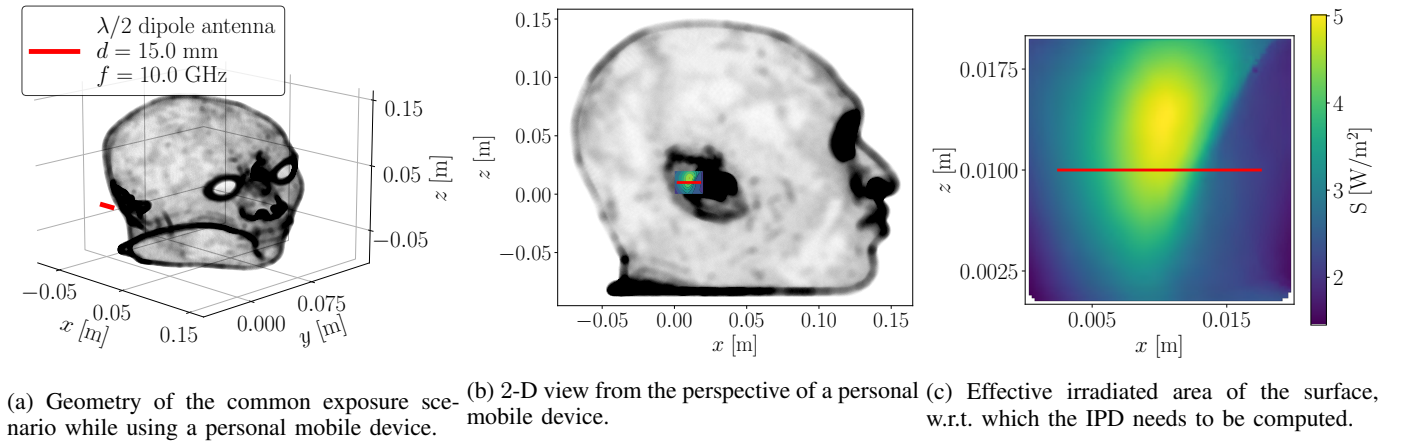 λ/2 dipole antenna
d = 15.0 mm
f = 10.0 GHz
0.15
0.05
−0.05
z [m]
−0.05
0.05
0.15
x [m]
0.000
0.075
y [m]
0.15
0.10
0.05
0.00
−0.05
z [m]
−0.05
0.00
0.05
0.10
0.15
x [m]
0.0175
0.0100
0.0025
z [m]
0.005
0.015
x [m]
5
4
3
2
S [W/m²]
(a) Geometry of the common exposure sce-
nario while using a personal mobile device.
(b) 2-D view from the perspective of a personal
mobile device.
(c) Effective irradiated area of the surface,
w.r.t. which the IPD needs to be computed.